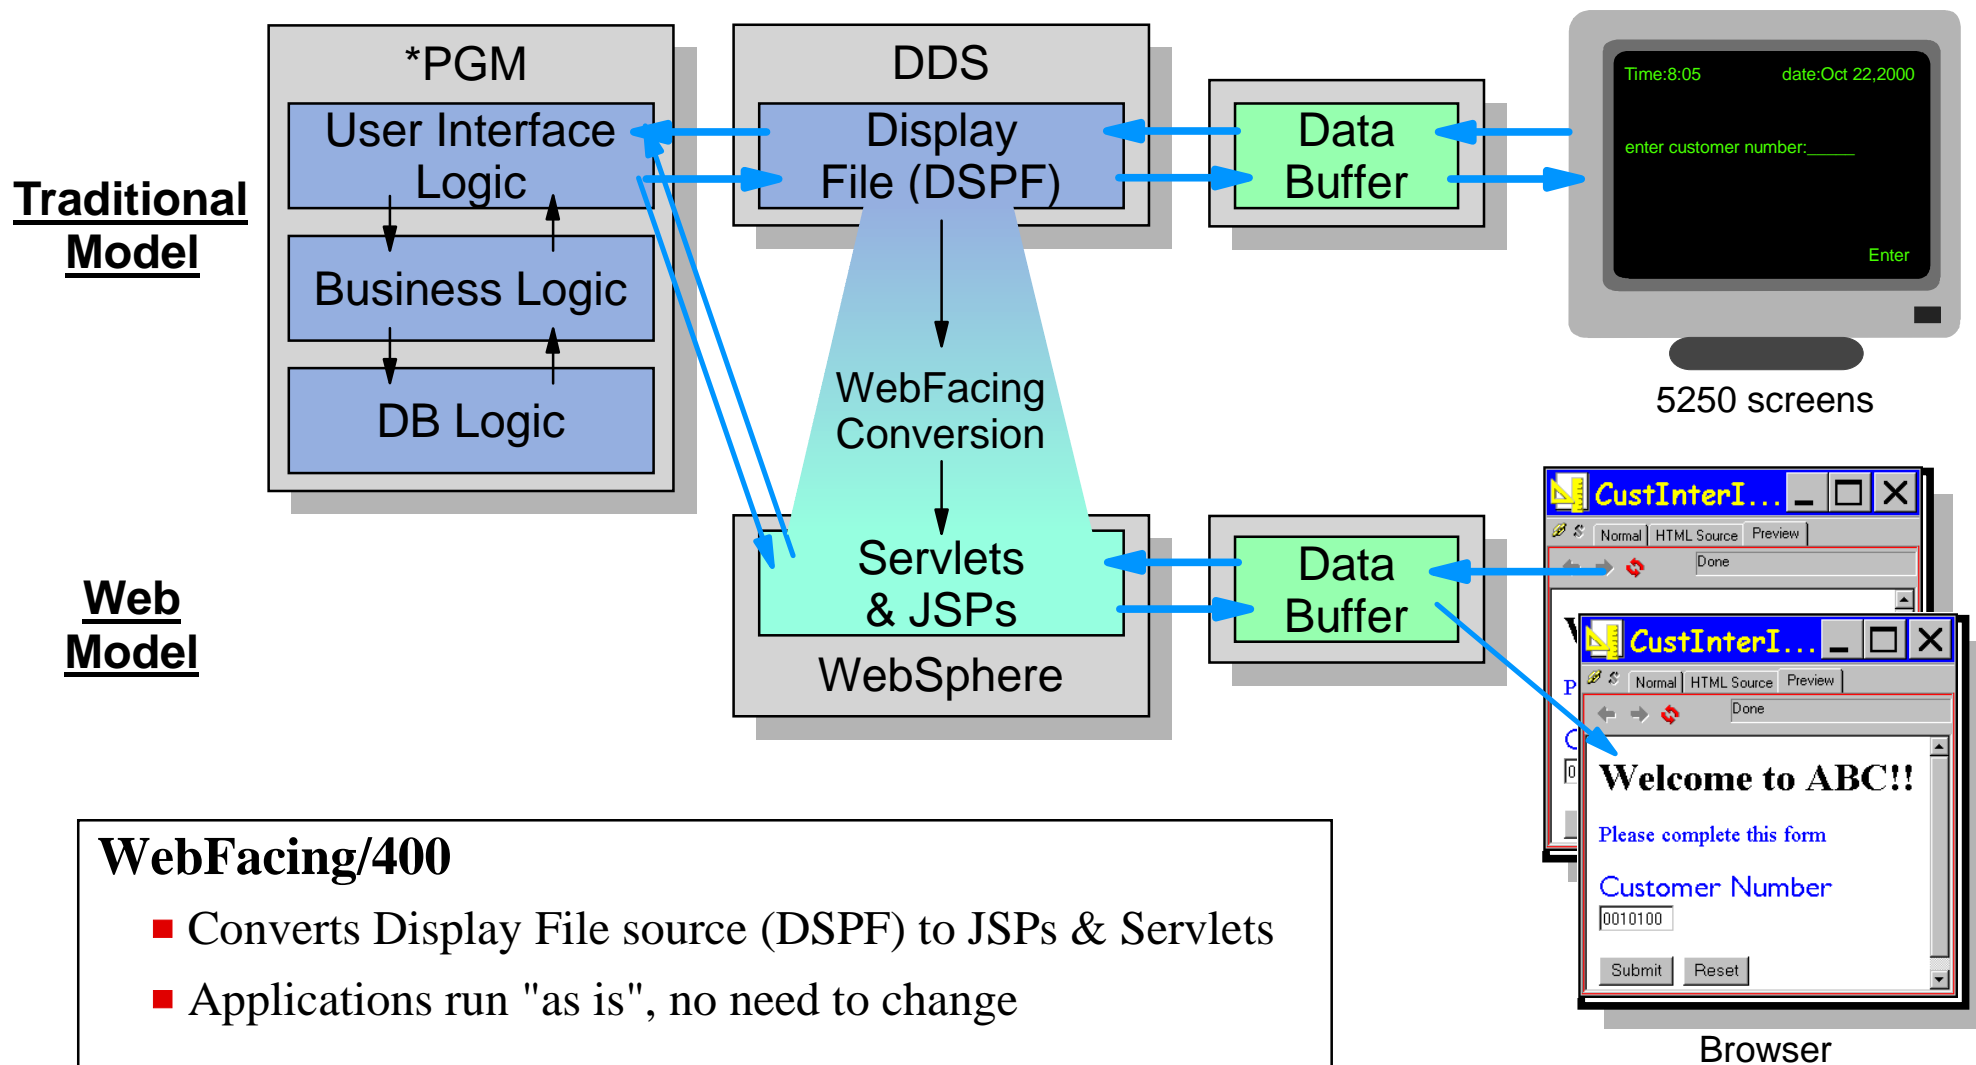 *PGM
User Interface
Logic
Business Logic
DB Logic
DDS
Display
File (DSPF)
Data
Buffer
Time:8:05 date:Oct 22,2000
enter customer number:_____
Enter
5250 screens
Traditional
Model
WebFacing
Conversion
Web
Model
Servlets
& JSPs
WebSphere
Data
Buffer
CustInterI...
Normal HTML Source Preview
Done
CustInterI...
Normal HTML Source Preview
Done
Welcome to ABC!!
Please complete this form
Customer Number
0010100
Submit Reset
Browser
WebFacing/400
Converts Display File source (DSPF) to JSPs & Servlets
Applications run "as is", no need to change